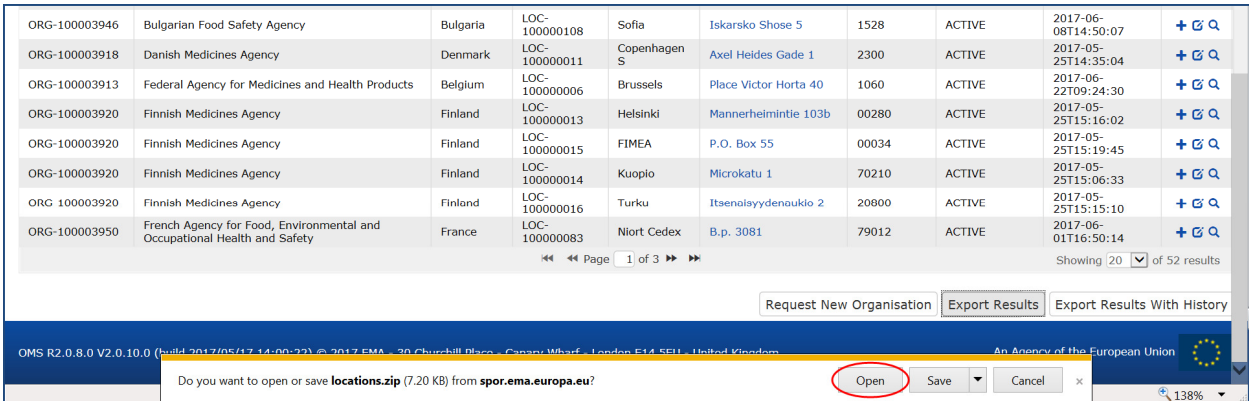 ORG-100003946 Bulgarian Food Safety Agency Bulgaria LOC-100000108 Sofia Iskarsko Shose 5 1528 ACTIVE 2017-06-08T14:50:07
ORG-100003918 Danish Medicines Agency Denmark LOC-100000011 Copenhagen S Axel Heides Gade 1 2300 ACTIVE 2017-05-25T14:35:04
ORG-100003913 Federal Agency for Medicines and Health Products Belgium LOC-100000006 Brussels Place Victor Horta 40 1060 ACTIVE 2017-06-22T09:24:30
ORG-100003920 Finnish Medicines Agency Finland LOC-100000013 Helsinki Mannerheimintie 103b 00280 ACTIVE 2017-05-25T15:16:02
ORG-100003920 Finnish Medicines Agency Finland LOC-100000015 FIMEA P.O. Box 55 00034 ACTIVE 2017-05-25T15:19:45
ORG-100003920 Finnish Medicines Agency Finland LOC-100000014 Kuopio Microkatu 1 70210 ACTIVE 2017-05-25T15:06:33
ORG-100003920 Finnish Medicines Agency Finland LOC-100000016 Turku Itsenaisyydenaukio 2 20800 ACTIVE 2017-05-25T15:15:10
ORG-100003950 French Agency for Food, Environmental and Occupational Health and Safety France LOC-100000083 Niort Cedex B.p. 3081 79012 ACTIVE 2017-06-01T16:50:14
Page 1 of 3 Showing 20 of 52 results
Request New Organisation Export Results Export Results With History
OMS R2.0.8.0 V2.0.10.0 (build 2017/05/17 14:00:22) © 2017 EMA - 30 Churchill Place - Canary Wharf - London E14 5EU - United Kingdom An Agency of the European Union
Do you want to open or save locations.zip (7.20 KB) from spor.ema.europa.eu? Open Save Cancel ×
138%